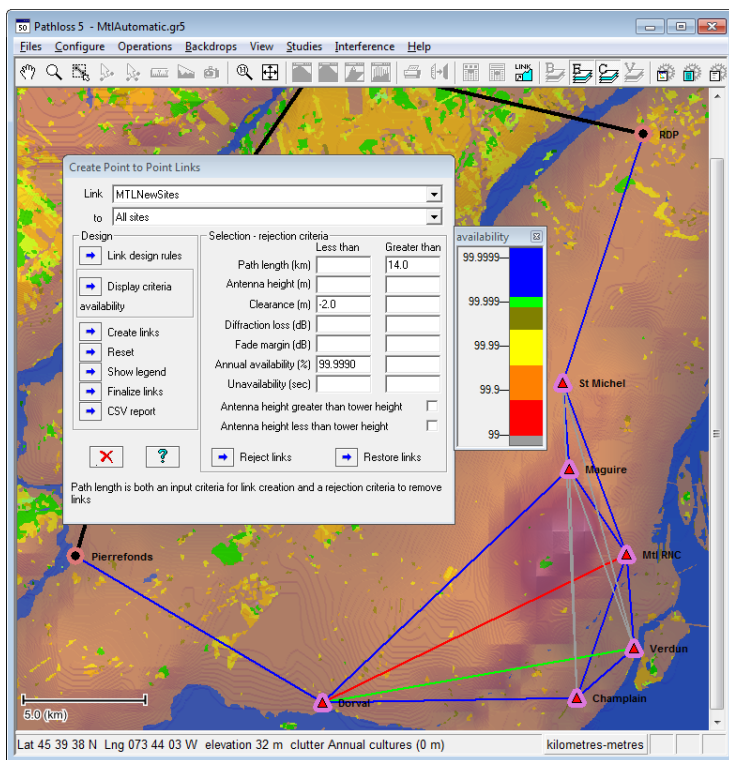 Pathloss 5 - MtlAutomatic.gr5
Files Configure Operations Backdrops View Studies Interference Help
LINK
B C V
RDP
Create Point to Point Links
Link MTLNewSites
to All sites
Design
Link design rules
Display criteria
availability
Create links
Reset
Show legend
Finalize links
CSV report
Selection - rejection criteria
Less than Greater than
Path length (km) 14.0
Antenna height (m)
Clearance (m) -2.0
Diffraction loss (dB)
Fade margin (dB)
Annual availability (%) 99.9990
Unavailability (sec)
Antenna height greater than tower height
Antenna height less than tower height
Reject links Restore links
?
Path length is both an input criteria for link creation and a rejection criteria to remove
links
availability
99.9999
99.999
99.99
99.9
99
St Michel
Maguire
Mtl RNC
Pierrefonds
Verdun
Champlain
Dorval
5.0 (km)
Lat 45 39 38 N Lng 073 44 03 W elevation 32 m clutter Annual cultures (0 m) kilometres-metres